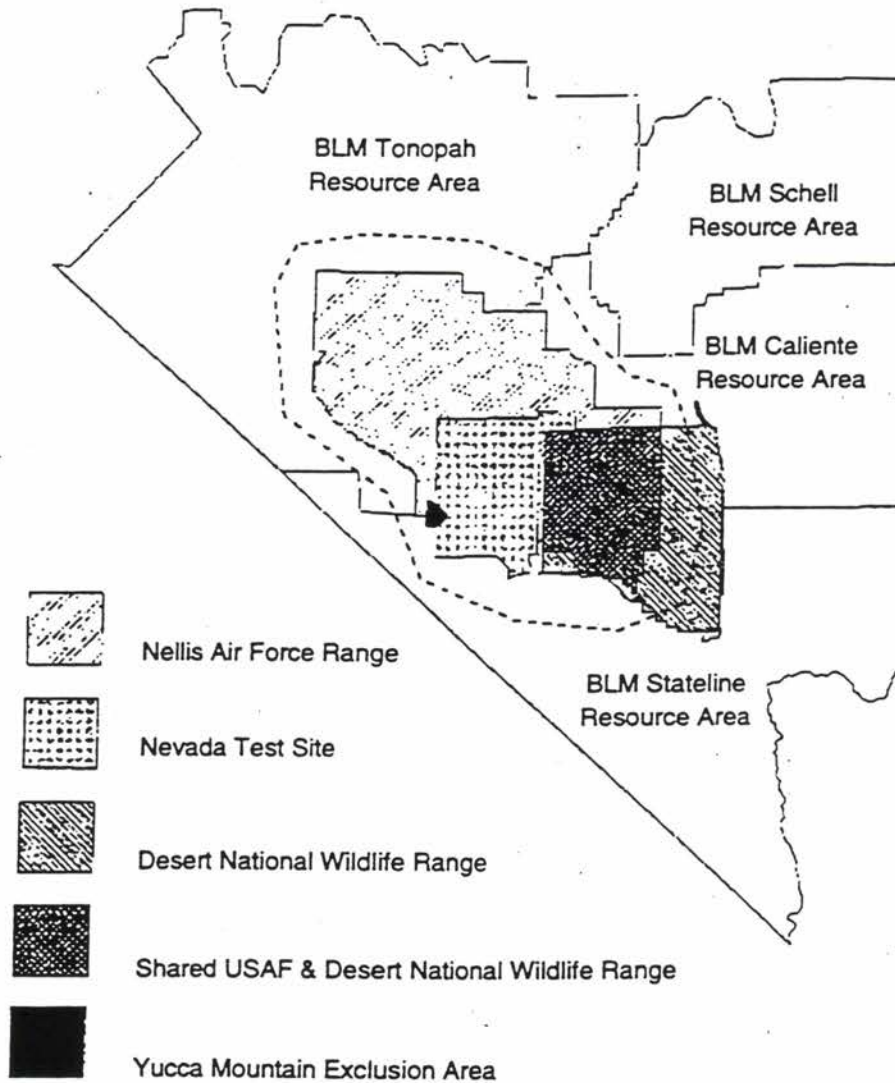 BLM Tonopah
Resource Area
BLM Schell
Resource Area
BLM Caliente
Resource Area
BLM Stateline
Resource Area
Nellis Air Force Range
Nevada Test Site
Desert National Wildlife Range
Shared USAF & Desert National Wildlife Range
Yucca Mountain Exclusion Area